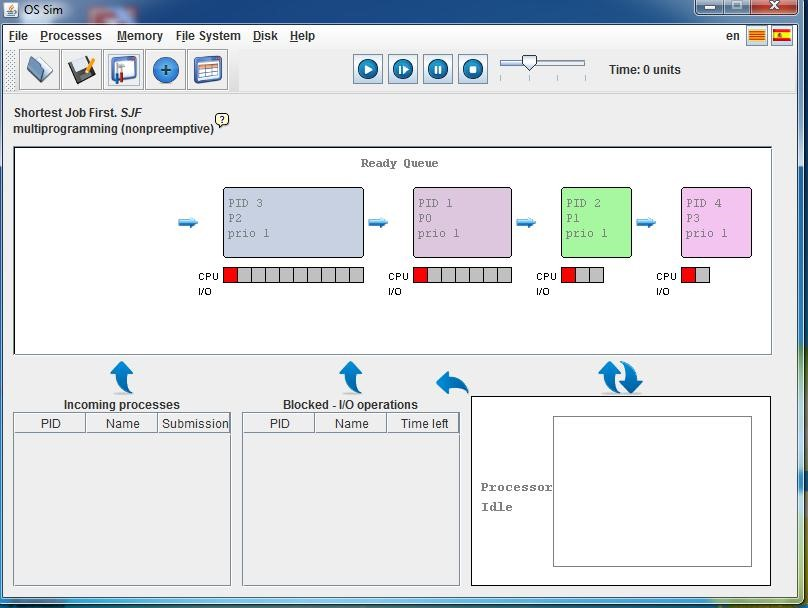 OS Sim
File Processes Memory File System Disk Help en
Time: 0 units
Shortest Job First. SJF
multiprogramming (nonpreemptive) ?
Ready Queue
PID 3
P2
prio 1
CPU
I/O
PID 1
P0
prio 1
CPU
I/O
PID 2
P1
prio 1
CPU
I/O
PID 4
P3
prio 1
CPU
I/O
Incoming processes
PID Name Submission
Blocked - I/O operations
PID Name Time left
Processor
Idle